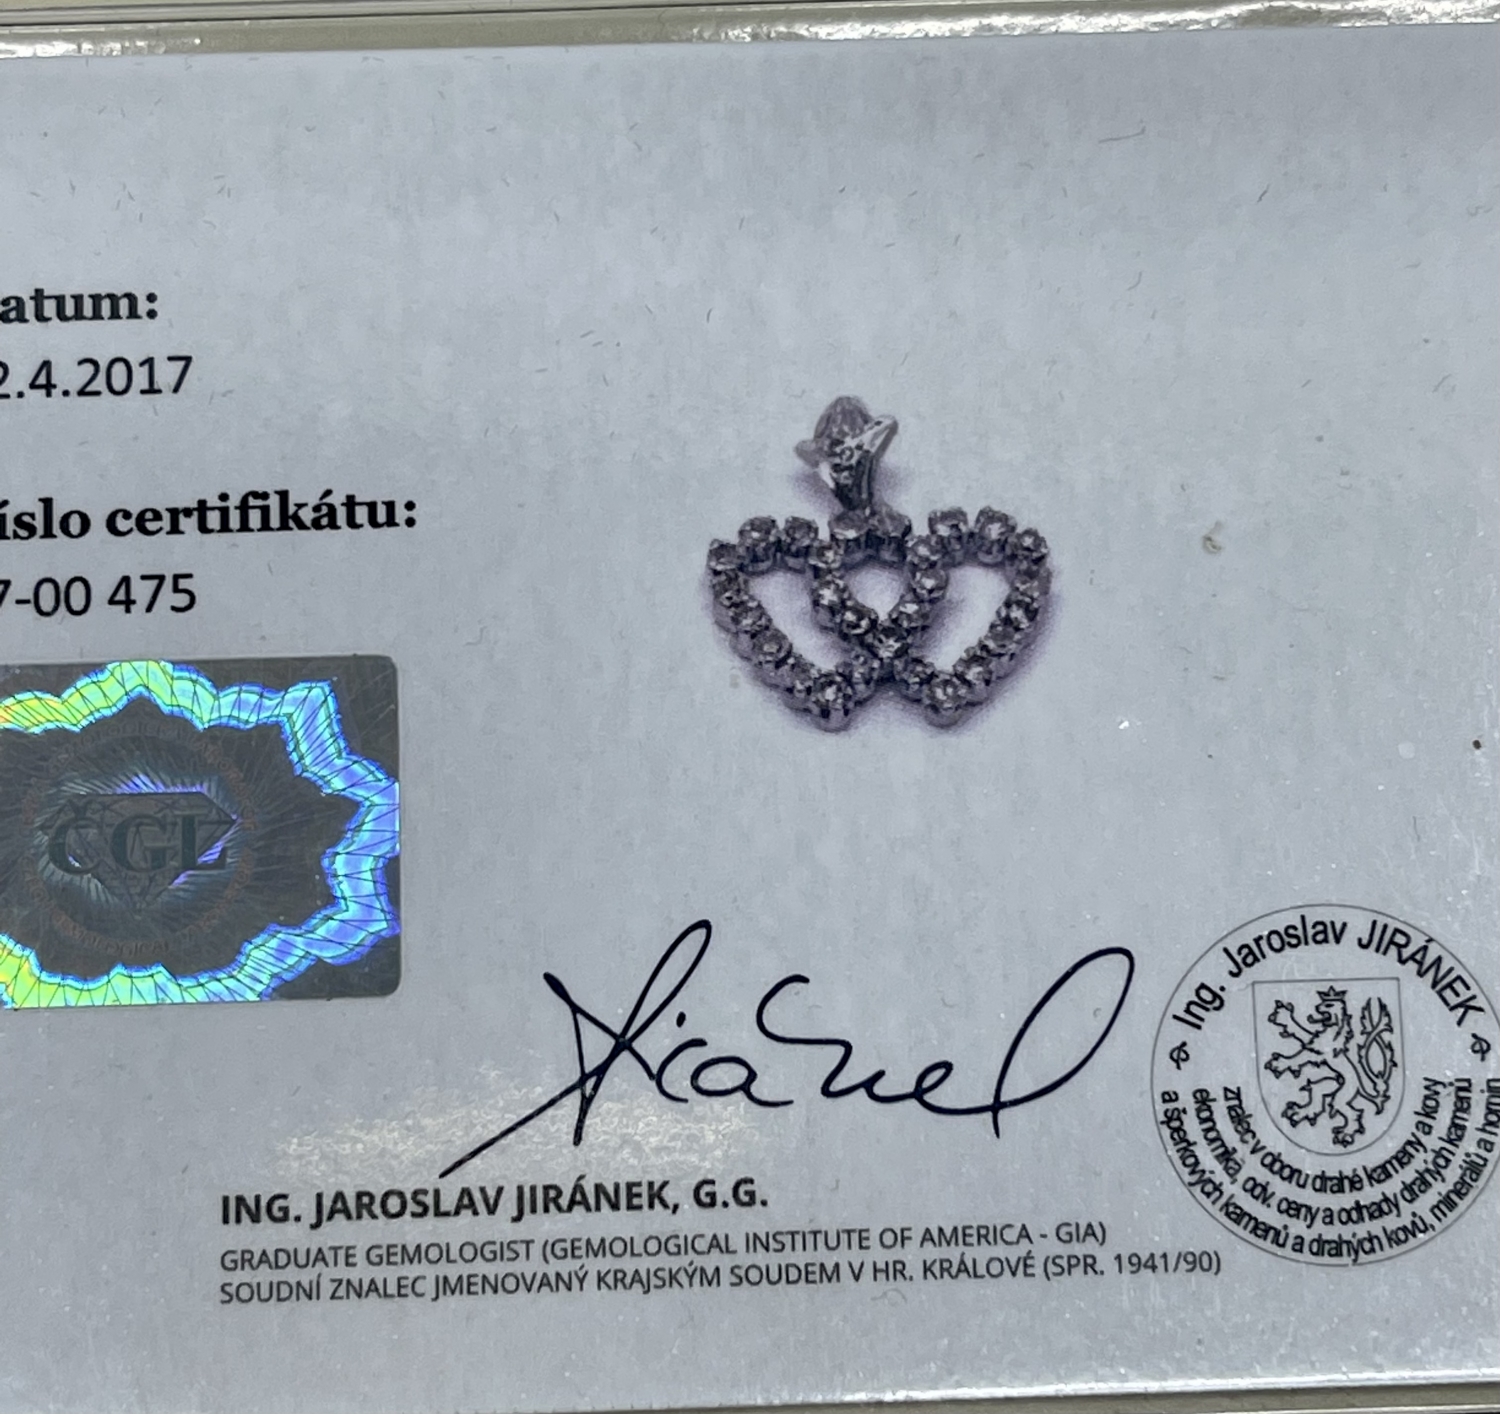 atum:
2.4.2017
íslo certifikátu:
7-00 475
ČGL
ING. JAROSLAV JIRÁNEK, G.G.
GRADUATE GEMOLOGIST (GEMOLOGICAL INSTITUTE OF AMERICA - GIA)
SOUDNÍ ZNALEC JMENOVANÝ KRAJSKÝM SOUDEM V HR. KRÁLOVÉ (SPR. 1941/90)
Ing. Jaroslav JIRÁNEK
znalec v oboru drahé kameny a kovy
ekonomika, odv. ceny a odhady drahých kamenů
a šperkových kamenů a drahých kovů, minerálů a hornin